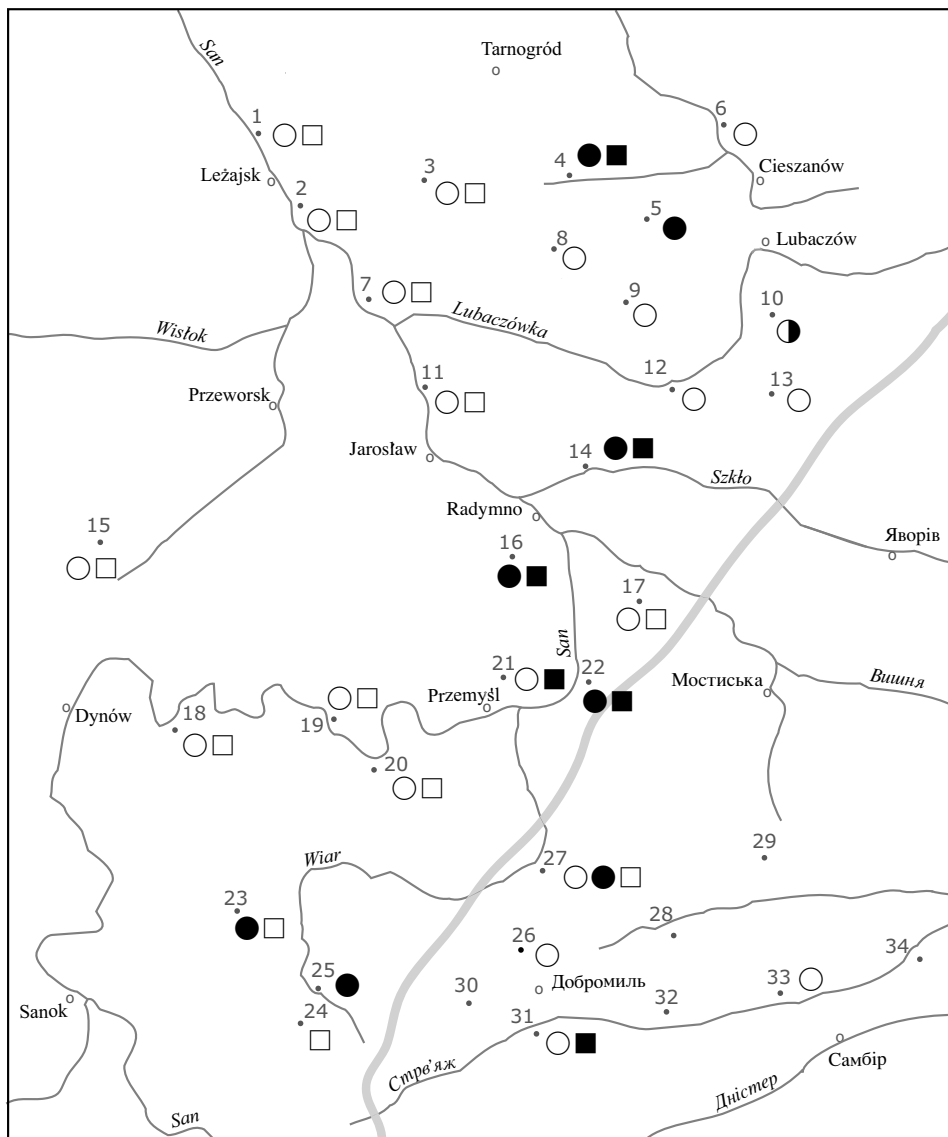 San
Tarnogród
1
6
Leżajsk
3
4
Cieszanów
2
5
8
Lubaczów
7
9
10
Lubaczówka
Wisłok
11
12
13
Przeworsk
Jarosław
14
Szkło
Radymno
15
16
Яворів
17
San
21
22
Мостиська
Вишня
Dynów
18
19
Przemyśl
20
Wiar
27
29
23
28
26
34
25
Добромиль
33
Sanok
30
32
24
31
Самбір
Стрв'яж
Дністер
San